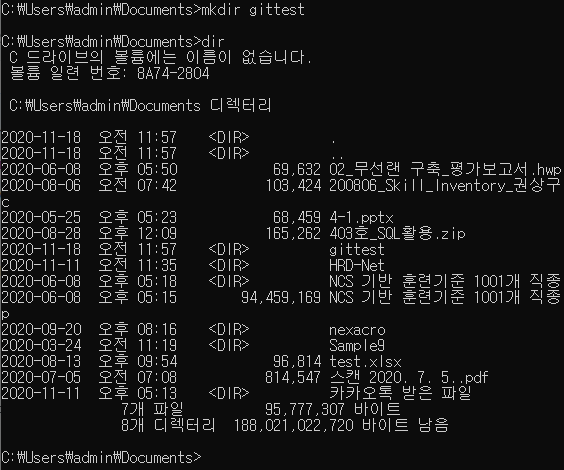 C:\Users\admin\Documents>mkdir gittest
C:\Users\admin\Documents>dir
C 드라이브의 볼륨에는 이름이 없습니다.
볼륨 일련 번호: 8A74-2804
C:\Users\admin\Documents 디렉터리
2020-11-18 오전 11:57 <DIR> .
2020-11-18 오전 11:57 <DIR> ..
2020-06-08 오후 05:50 69,632 02_무선랜 구축_평가보고서.hwp
2020-08-06 오전 07:42 103,424 200806_Skill_Inventory_권상구
c
2020-05-25 오후 05:23 68,459 4-1.pptx
2020-08-28 오후 12:09 165,262 403호_SQL활용.zip
2020-11-18 오전 11:57 <DIR> gittest
2020-11-11 오전 11:35 <DIR> HRD-Net
2020-06-08 오후 05:18 <DIR> NCS 기반 훈련기준 1001개 직종
2020-06-08 오후 05:15 94,459,169 NCS 기반 훈련기준 1001개 직종
p
2020-09-20 오후 08:16 <DIR> nexacro
2020-03-24 오전 11:19 <DIR> Sample9
2020-08-13 오후 09:54 96,814 test.xlsx
2020-07-05 오전 07:08 814,547 스캔 2020. 7. 5..pdf
2020-11-11 오후 05:13 <DIR> 카카오톡 받은 파일
7개 파일 95,777,307 바이트
8개 디렉터리 188,021,022,720 바이트 남음
C:\Users\admin\Documents>